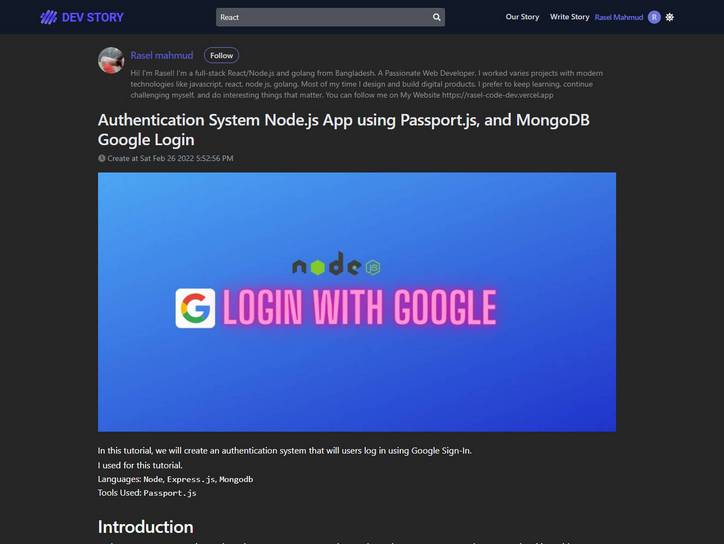 DEV STORY
React
Our Story Write Story Rasel Mahmud R
Rasel mahmud Follow
Hi! I'm Rasel! I'm a full-stack React/Node.js and golang from Bangladesh. A Passionate Web Developer. I worked varies projects with modern
technologies like javascript, react, node js, golang. Most of my time I design and build digital products. I prefer to keep learning, continue
challenging myself, and do interesting things that matter. You can follow me on My Website https://rasel-code-dev.vercel.app
Authentication System Node.js App using Passport.js, and MongoDB
Google Login
Create at Sat Feb 26 2022 5:52:56 PM
node JS
G LOGIN WITH GOOGLE
In this tutorial, we will create an authentication system that will users log in using Google Sign-In.
I used for this tutorial.
Languages: Node, Express.js, Mongodb
Tools Used: Passport.js
Introduction